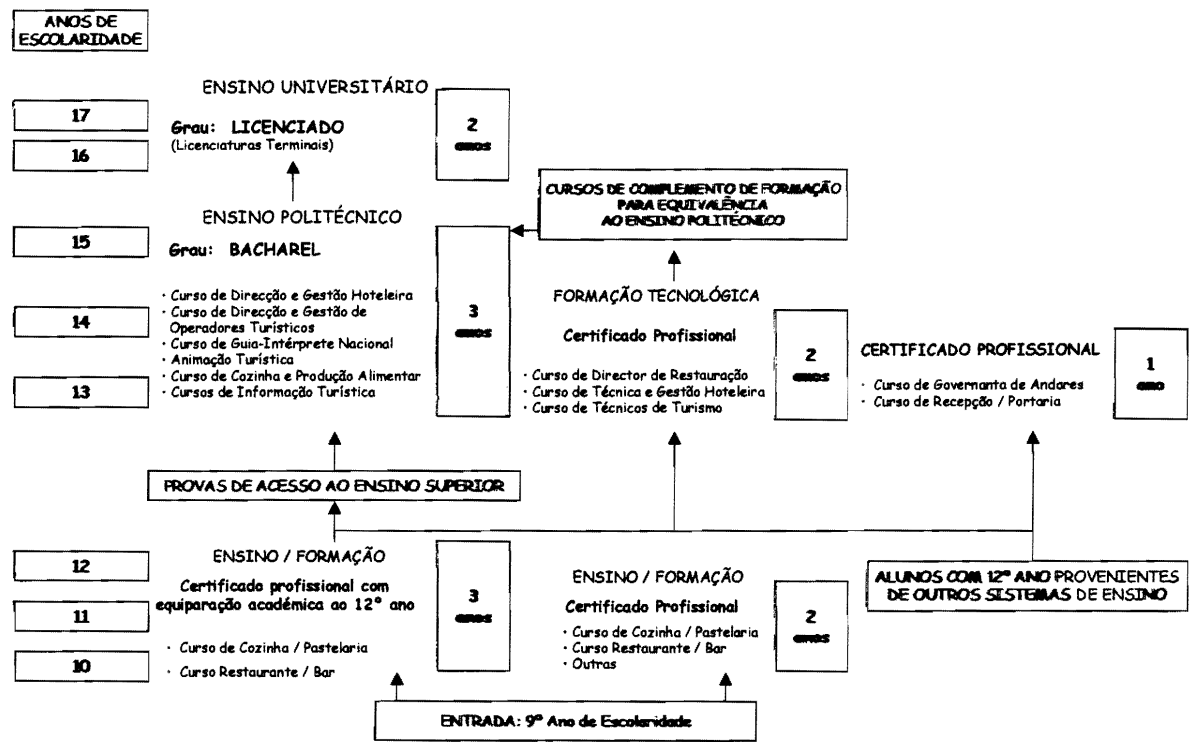 ANOS DE
ESCOLARIDADE
ENSINO UNIVERSITÁRIO
17
16
Grau: LICENCIADO
(Licenciaturas Terminais)
2
anos
CURSOS DE COMPLEMENTO DE FORMAÇÃO
PARA EQUIVALÊNCIA
AO ENSINO POLITÉCNICO
ENSINO POLITÉCNICO
15
Grau: BACHAREL
14
13
· Curso de Direcção e Gestão Hoteleira
· Curso de Direcção e Gestão de
Operadores Turísticos
· Curso de Guia-Intérprete Nacional
· Animação Turística
· Curso de Cozinha e Produção Alimentar
· Cursos de Informação Turística
3
anos
FORMAÇÃO TECNOLÓGICA
Certificado Profissional
· Curso de Director de Restauração
· Curso de Técnica e Gestão Hoteleira
· Curso de Técnicos de Turismo
2
anos
CERTIFICADO PROFISSIONAL
· Curso de Governanta de Andares
· Curso de Recepção / Portaria
1
ano
PROVAS DE ACESSO AO ENSINO SUPERIOR
12
11
10
ENSINO / FORMAÇÃO
Certificado profissional com
equiparação académica ao 12º ano
· Curso de Cozinha / Pastelaria
· Curso Restaurante / Bar
3
anos
ENSINO / FORMAÇÃO
Certificado Profissional
· Curso de Cozinha / Pastelaria
· Curso Restaurante / Bar
· Outras
2
anos
ALUNOS COM 12º ANO PROVENIENTES
DE OUTROS SISTEMAS DE ENSINO
ENTRADA: 9º Ano de Escolaridade